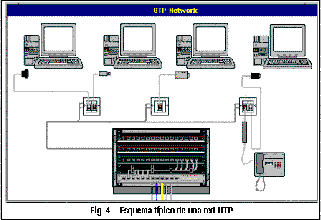 UTP Network
Fig. 4 Esquema típico de una red UTP